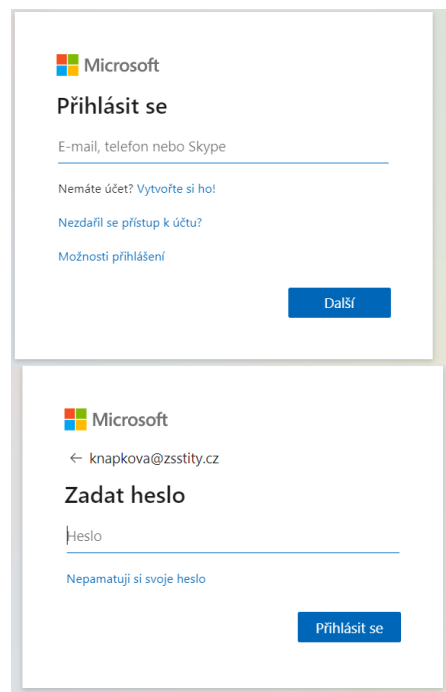 Microsoft
Přihlásit se
E-mail, telefon nebo Skype
Nemáte účet? Vytvořte si ho!
Nezdařil se přístup k účtu?
Možnosti přihlášení
Další
Microsoft
← knapkova@zsstity.cz
Zadat heslo
Heslo
Nepamatuji si svoje heslo
Přihlásit se